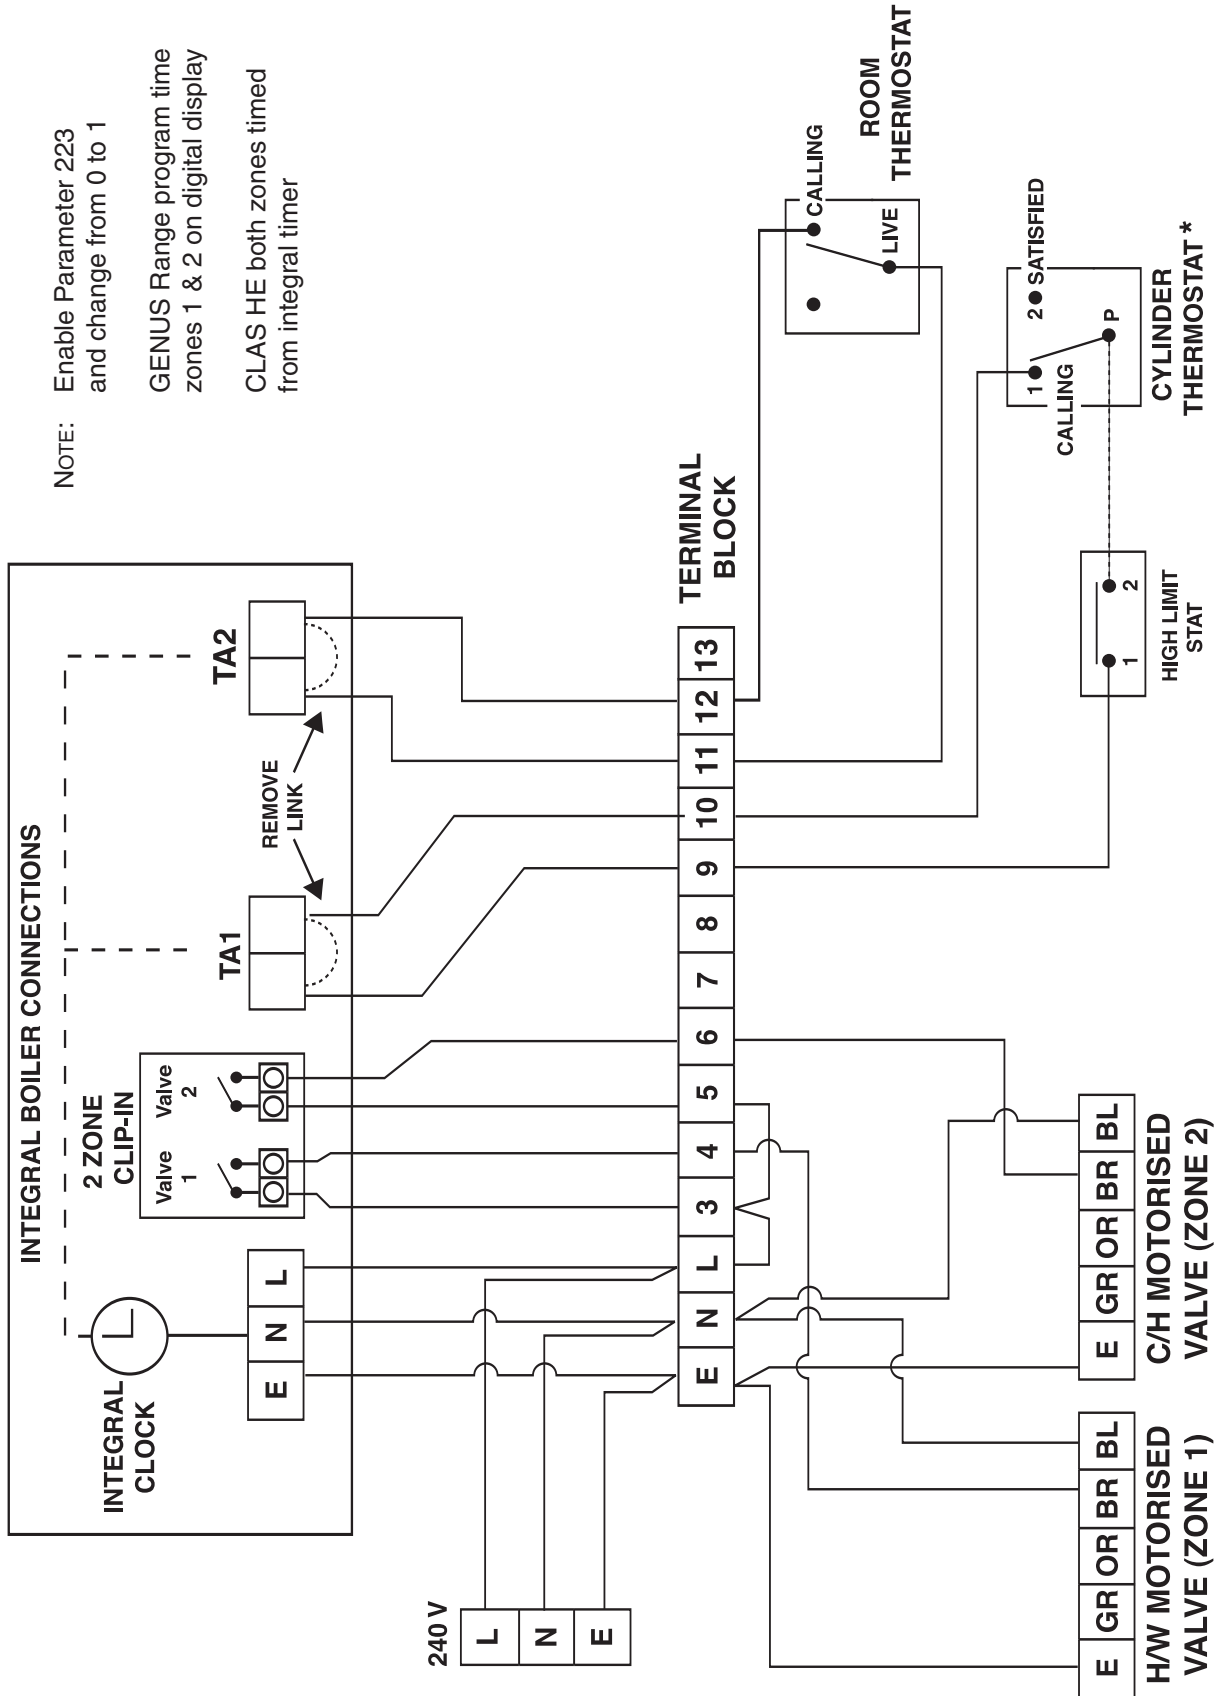 INTEGRAL BOILER CONNECTIONS
NOTE: Enable Parameter 223
and change from 0 to 1
GENUS Range program time
zones 1 & 2 on digital display
CLAS HE both zones timed
from integral timer
INTEGRAL
CLOCK
2 ZONE
CLIP-IN
Valve
1
Valve
2
TA1
TA2
REMOVE
LINK
E N L
240 V
L
N
E
TERMINAL
BLOCK
E N L 3 4 5 6 7 8 9 10 11 12 13
CALLING
LIVE
ROOM
THERMOSTAT
1
CALLING
2 SATISFIED
P
CYLINDER
THERMOSTAT *
1 2
HIGH LIMIT
STAT
E GR OR BR BL
H/W MOTORISED
VALVE (ZONE 1)
E GR OR BR BL
C/H MOTORISED
VALVE (ZONE 2)